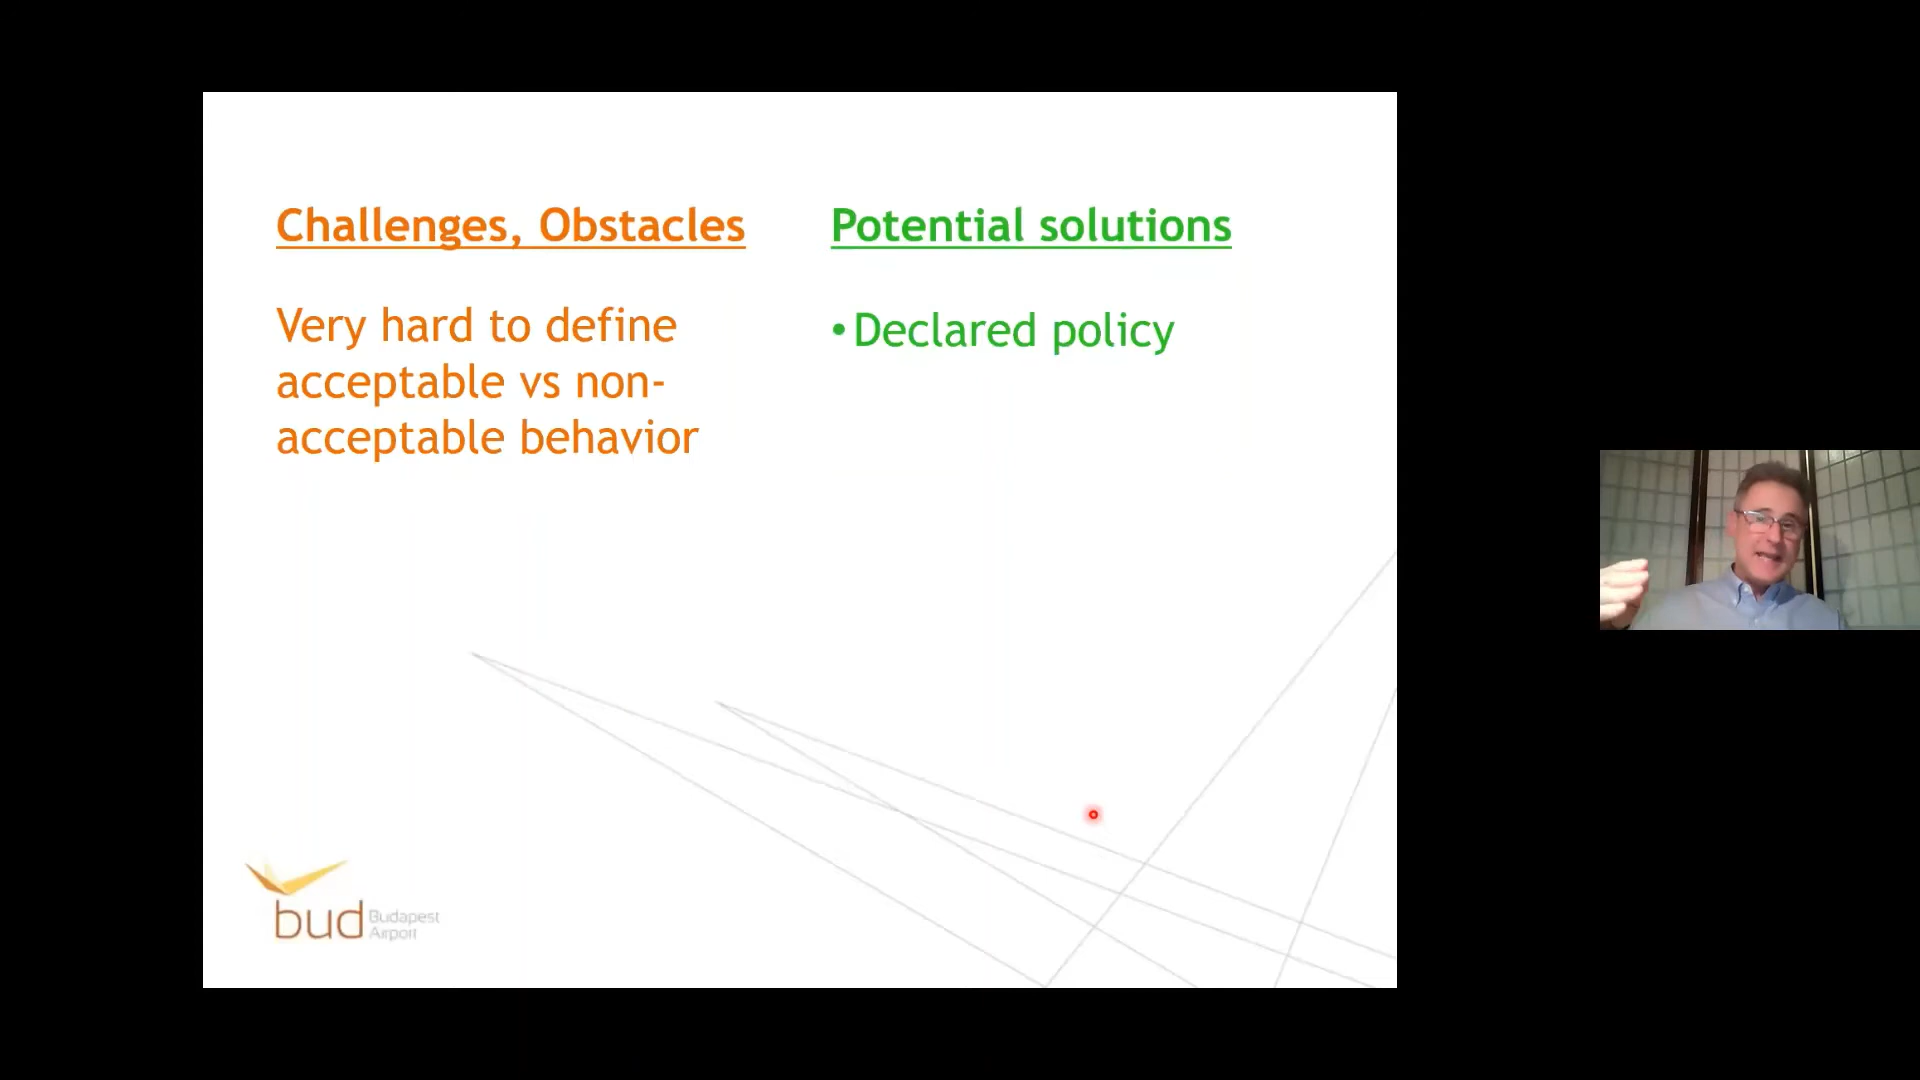 Challenges, Obstacles
Very hard to define
acceptable vs non-
acceptable behavior
Potential solutions
•Declared policy
bud Budapest
Airport